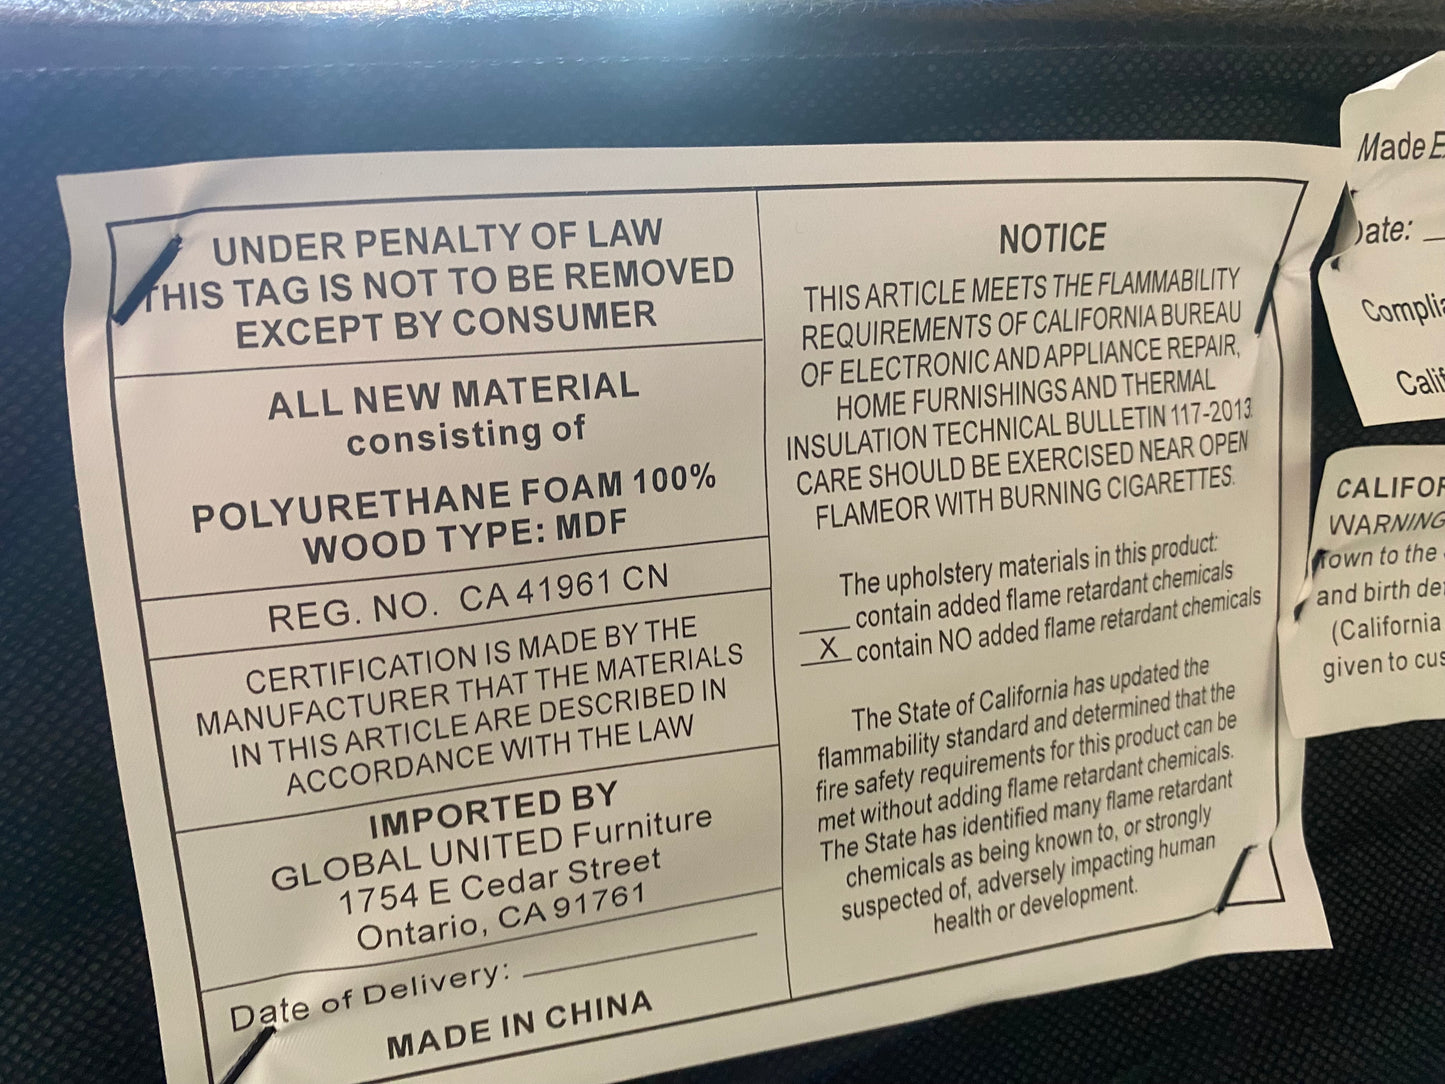 UNDER PENALTY OF LAW
THIS TAG IS NOT TO BE REMOVED
EXCEPT BY CONSUMER
ALL NEW MATERIAL
consisting of
POLYURETHANE FOAM 100%
WOOD TYPE: MDF
REG. NO. CA 41961 CN
CERTIFICATION IS MADE BY THE
MANUFACTURER THAT THE MATERIALS
IN THIS ARTICLE ARE DESCRIBED IN
ACCORDANCE WITH THE LAW
IMPORTED BY
GLOBAL UNITED Furniture
1754 E Cedar Street
Ontario, CA 91761
Date of Delivery:
MADE IN CHINA
NOTICE
THIS ARTICLE MEETS THE FLAMMABILITY
REQUIREMENTS OF CALIFORNIA BUREAU
OF ELECTRONIC AND APPLIANCE REPAIR,
HOME FURNISHINGS AND THERMAL
INSULATION TECHNICAL BULLETIN 117-2013.
CARE SHOULD BE EXERCISED NEAR OPEN
FLAMEOR WITH BURNING CIGARETTES.
The upholstery materials in this product:
____ contain added flame retardant chemicals
__X__ contain NO added flame retardant chemicals
The State of California has updated the
flammability standard and determined that the
fire safety requirements for this product can be
met without adding flame retardant chemicals.
The State has identified many flame retardant
chemicals as being known to, or strongly
suspected of, adversely impacting human
health or development.
Made
Date:
WARNING
to the
and birth
(California
given to